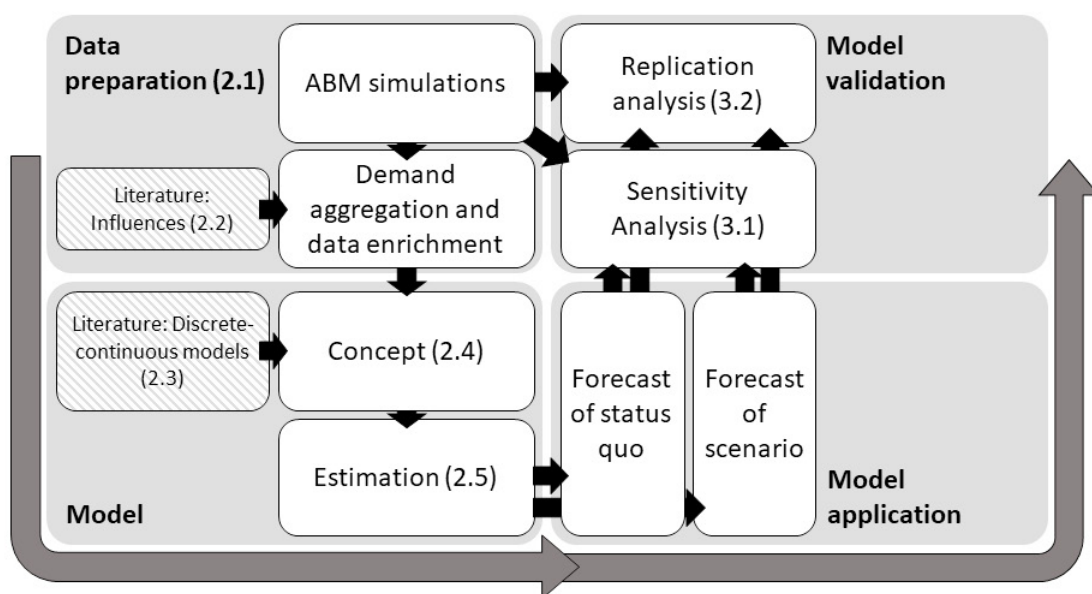 Data
preparation (2.1)
ABM simulations
Literature:
Influences (2.2)
Demand
aggregation and
data enrichment
Replication
analysis (3.2)
Model
validation
Sensitivity
Analysis (3.1)
Literature: Discrete-
continuous models
(2.3)
Concept (2.4)
Estimation (2.5)
Model
Forecast
of status
quo
Forecast
of
scenario
Model
application